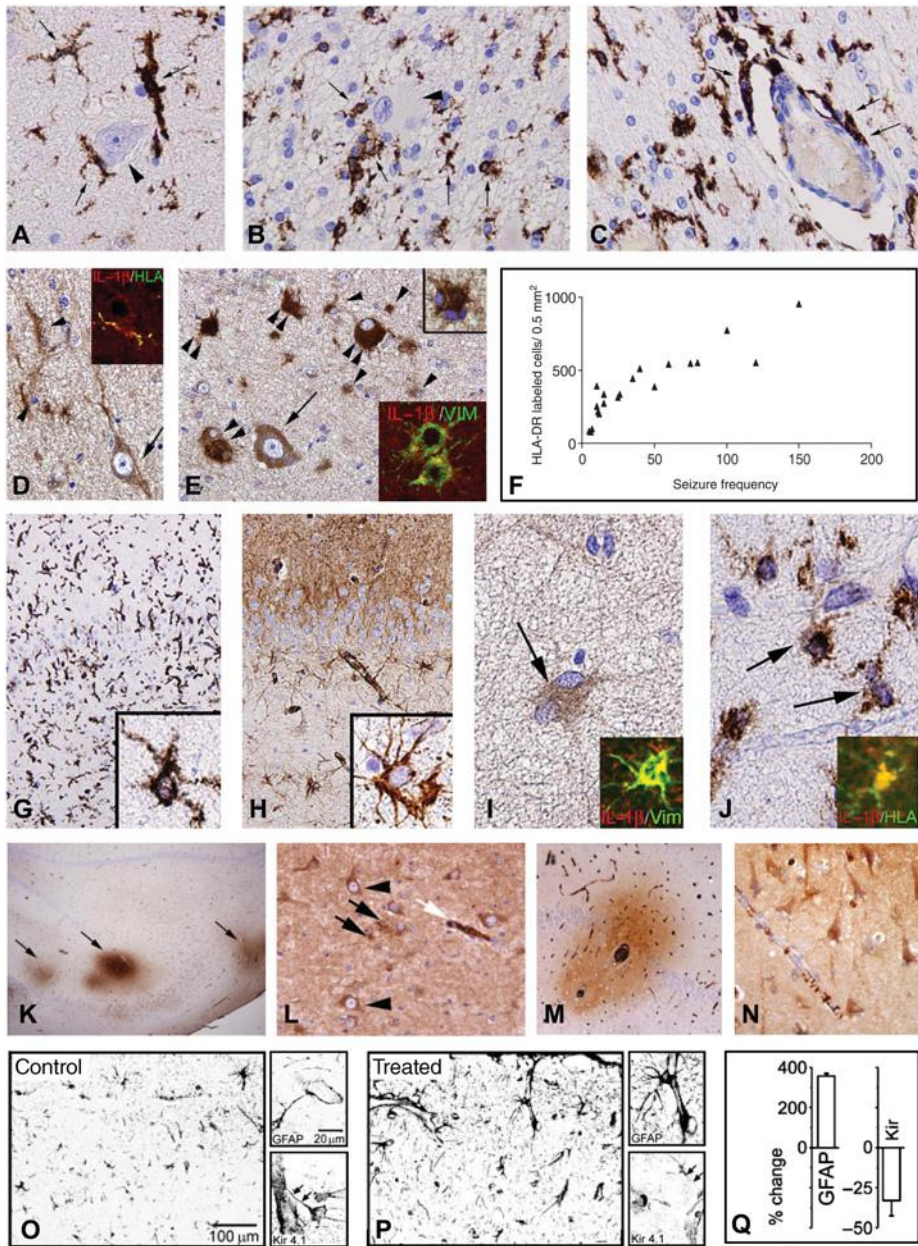 A
B
C
IL-1β/HLA
D
IL-1β/VIM
E
HLA-DR labeled cells/ 0.5 mm²
1000
500
0
0
50
100
150
200
Seizure frequency
F
G
H
IL-1β/Vim
I
IL-1β/HLA
J
K
L
M
N
Control
O
100 μm
GFAP
20 μm
Kir 4.1
Treated
P
GFAP
Kir 4.1
% change
400
200
0
GFAP
Kir
0
−25
−50
Q